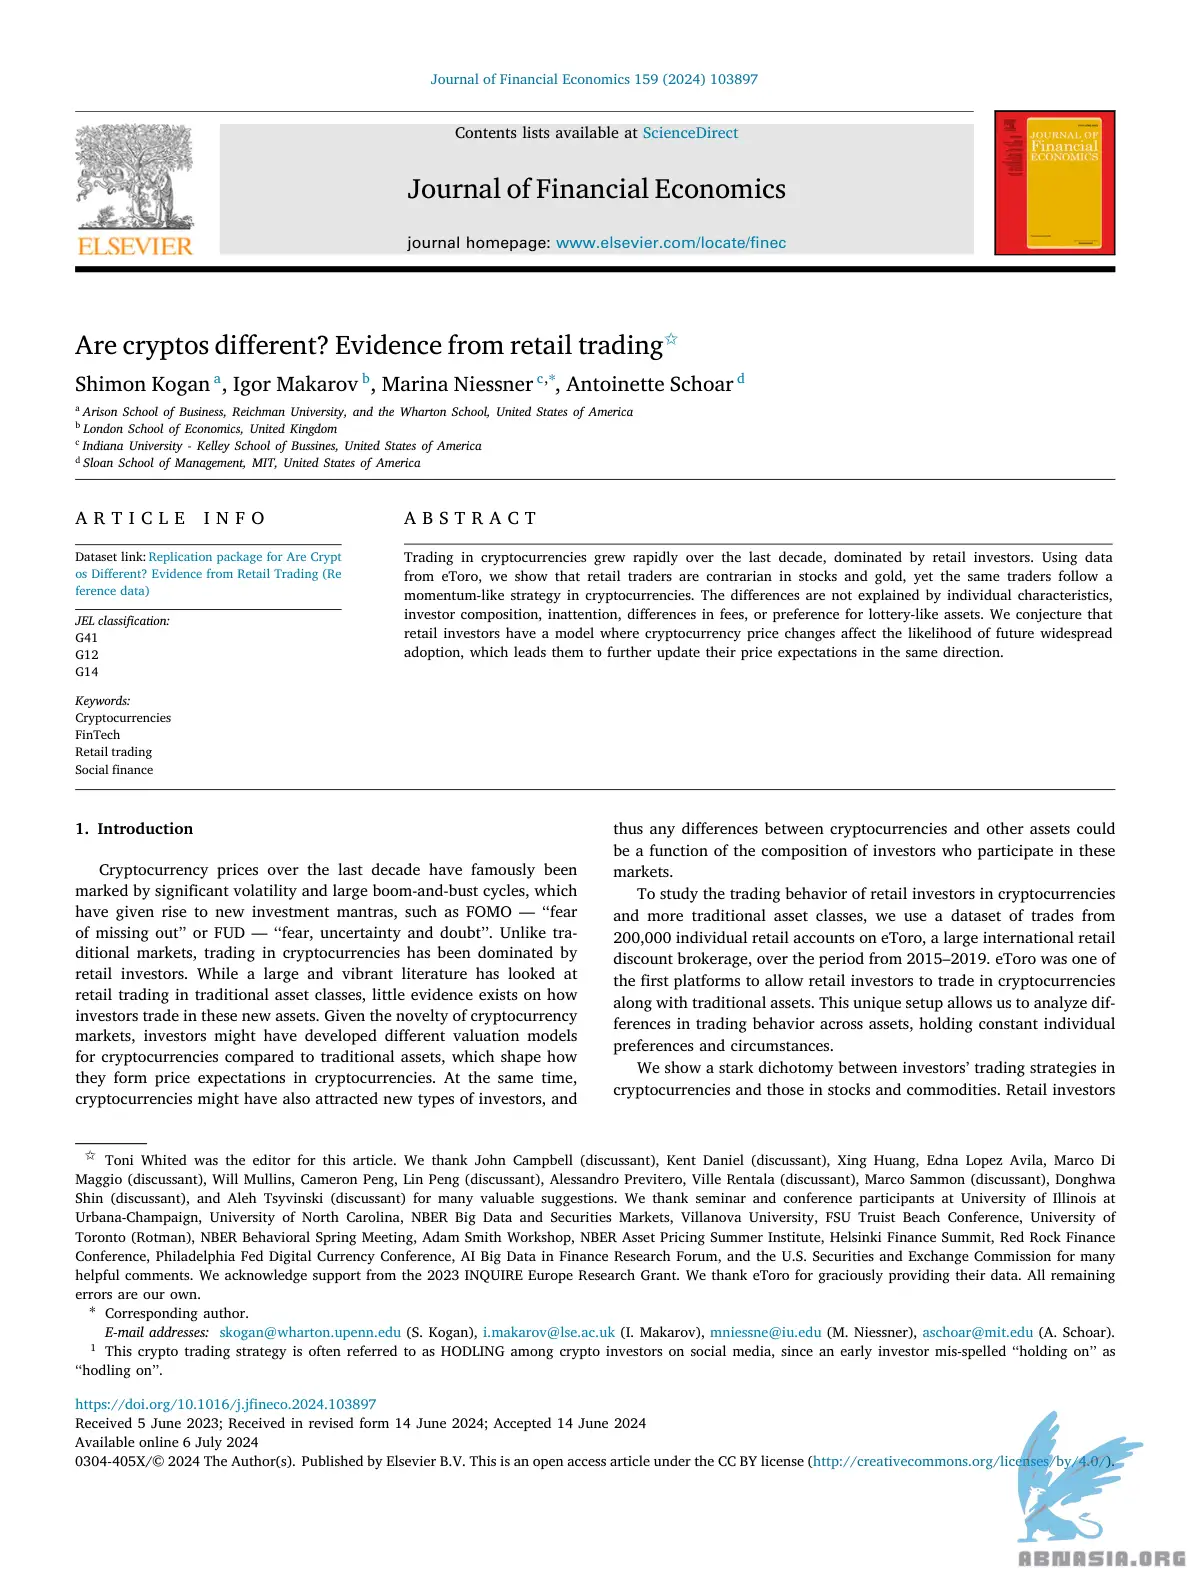 Journal of Financial Economics 159 (2024) 103897
Contents lists available at ScienceDirect
Journal of Financial Economics
journal homepage: www.elsevier.com/locate/finec
ELSEVIER
JOURNAL OF
Financial
ECONOMICS
Are cryptos different? Evidence from retail trading☆
Shimon Kogan a, Igor Makarov b, Marina Niessner c,*, Antoinette Schoar d
a Arison School of Business, Reichman University, and the Wharton School, United States of America
b London School of Economics, United Kingdom
c Indiana University - Kelley School of Bussines, United States of America
d Sloan School of Management, MIT, United States of America
ARTICLE INFO
Dataset link: Replication package for Are Crypt
os Different? Evidence from Retail Trading (Re
ference data)
JEL classification:
G41
G12
G14
Keywords:
Cryptocurrencies
FinTech
Retail trading
Social finance
ABSTRACT
Trading in cryptocurrencies grew rapidly over the last decade, dominated by retail investors. Using data
from eToro, we show that retail traders are contrarian in stocks and gold, yet the same traders follow a
momentum-like strategy in cryptocurrencies. The differences are not explained by individual characteristics,
investor composition, inattention, differences in fees, or preference for lottery-like assets. We conjecture that
retail investors have a model where cryptocurrency price changes affect the likelihood of future widespread
adoption, which leads them to further update their price expectations in the same direction.
1. Introduction
Cryptocurrency prices over the last decade have famously been
marked by significant volatility and large boom-and-bust cycles, which
have given rise to new investment mantras, such as FOMO — ‘‘fear
of missing out’’ or FUD — ‘‘fear, uncertainty and doubt’’. Unlike tra-
ditional markets, trading in cryptocurrencies has been dominated by
retail investors. While a large and vibrant literature has looked at
retail trading in traditional asset classes, little evidence exists on how
investors trade in these new assets. Given the novelty of cryptocurrency
markets, investors might have developed different valuation models
for cryptocurrencies compared to traditional assets, which shape how
they form price expectations in cryptocurrencies. At the same time,
cryptocurrencies might have also attracted new types of investors, and
thus any differences between cryptocurrencies and other assets could
be a function of the composition of investors who participate in these
markets.
To study the trading behavior of retail investors in cryptocurrencies
and more traditional asset classes, we use a dataset of trades from
200,000 individual retail accounts on eToro, a large international retail
discount brokerage, over the period from 2015–2019. eToro was one of
the first platforms to allow retail investors to trade in cryptocurrencies
along with traditional assets. This unique setup allows us to analyze dif-
ferences in trading behavior across assets, holding constant individual
preferences and circumstances.
We show a stark dichotomy between investors’ trading strategies in
cryptocurrencies and those in stocks and commodities. Retail investors
☆ Toni Whited was the editor for this article. We thank John Campbell (discussant), Kent Daniel (discussant), Xing Huang, Edna Lopez Avila, Marco Di
Maggio (discussant), Will Mullins, Cameron Peng, Lin Peng (discussant), Alessandro Previtero, Ville Rentala (discussant), Marco Sammon (discussant), Donghwa
Shin (discussant), and Aleh Tsyvinski (discussant) for many valuable suggestions. We thank seminar and conference participants at University of Illinois at
Urbana-Champaign, University of North Carolina, NBER Big Data and Securities Markets, Villanova University, FSU Truist Beach Conference, University of
Toronto (Rotman), NBER Behavioral Spring Meeting, Adam Smith Workshop, NBER Asset Pricing Summer Institute, Helsinki Finance Summit, Red Rock Finance
Conference, Philadelphia Fed Digital Currency Conference, AI Big Data in Finance Research Forum, and the U.S. Securities and Exchange Commission for many
helpful comments. We acknowledge support from the 2023 INQUIRE Europe Research Grant. We thank eToro for graciously providing their data. All remaining
errors are our own.
* Corresponding author.
E-mail addresses: skogan@wharton.upenn.edu (S. Kogan), i.makarov@lse.ac.uk (I. Makarov), mniessne@iu.edu (M. Niessner), aschoar@mit.edu (A. Schoar).
1 This crypto trading strategy is often referred to as HODLING among crypto investors on social media, since an early investor mis-spelled ‘‘holding on’’ as
‘‘hodling on’’.
https://doi.org/10.1016/j.jfineco.2024.103897
Received 5 June 2023; Received in revised form 14 June 2024; Accepted 14 June 2024
Available online 6 July 2024
0304-405X/© 2024 The Author(s). Published by Elsevier B.V. This is an open access article under the CC BY license (http://creativecommons.org/licenses/by/4.0/).
ABNASIA.ORG